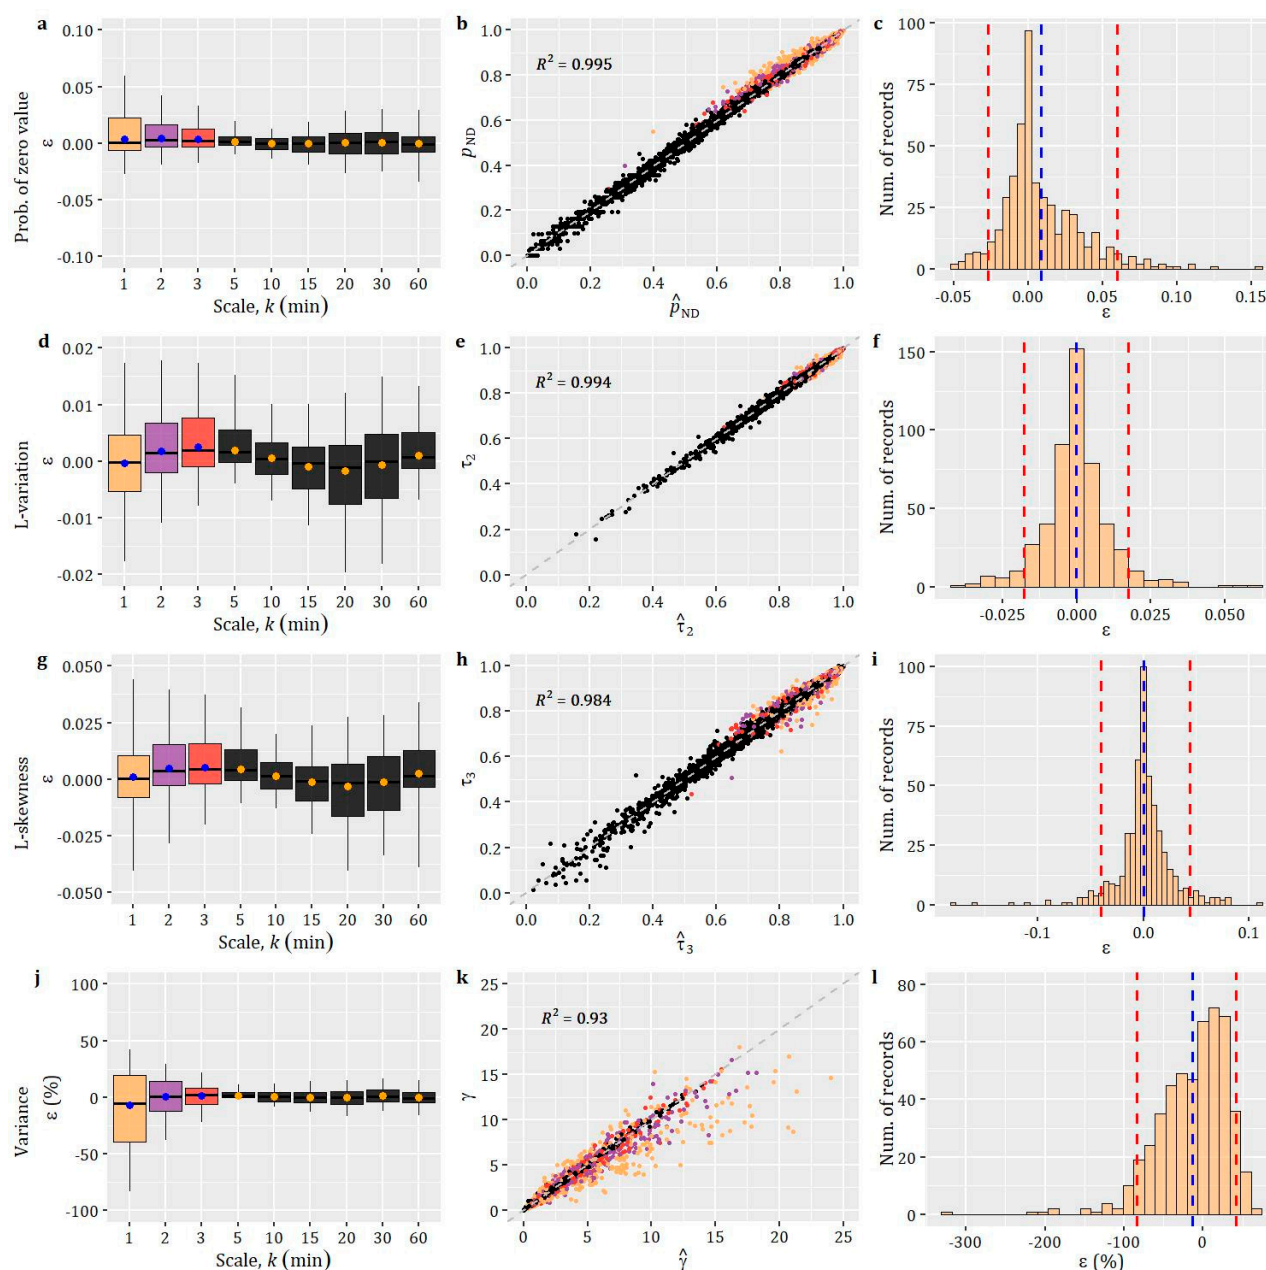 a
0.10
0.05
0.00
-0.05
-0.10
Prob. of zero value
ε
1 2 3 5 10 15 20 30 60
Scale, k (min)
b
R² = 0.995
1.0
0.8
0.6
0.4
0.2
0.0
p_ND
0.0 0.2 0.4 0.6 0.8 1.0
p̂_ND
c
100
75
50
25
0
Num. of records
-0.05 0.00 0.05 0.10 0.15
ε
d
0.02
0.01
0.00
-0.01
-0.02
L-variation
ε
1 2 3 5 10 15 20 30 60
Scale, k (min)
e
R² = 0.994
1.0
0.8
0.6
0.4
0.2
0.0
τ₂
0.0 0.2 0.4 0.6 0.8 1.0
τ̂₂
f
150
100
50
0
Num. of records
-0.025 0.000 0.025 0.050
ε
g
0.050
0.025
0.000
-0.025
-0.050
L-skewness
ε
1 2 3 5 10 15 20 30 60
Scale, k (min)
h
R² = 0.984
1.0
0.8
0.6
0.4
0.2
0.0
τ₃
0.0 0.2 0.4 0.6 0.8 1.0
τ̂₃
i
100
75
50
25
0
Num. of records
-0.1 0.0 0.1
ε
j
100
50
0
-50
-100
Variance
ε (%)
1 2 3 5 10 15 20 30 60
Scale, k (min)
k
R² = 0.93
25
20
15
10
5
0
γ
0 5 10 15 20 25
γ̂
l
80
60
40
20
0
Num. of records
-300 -200 -100 0
ε (%)